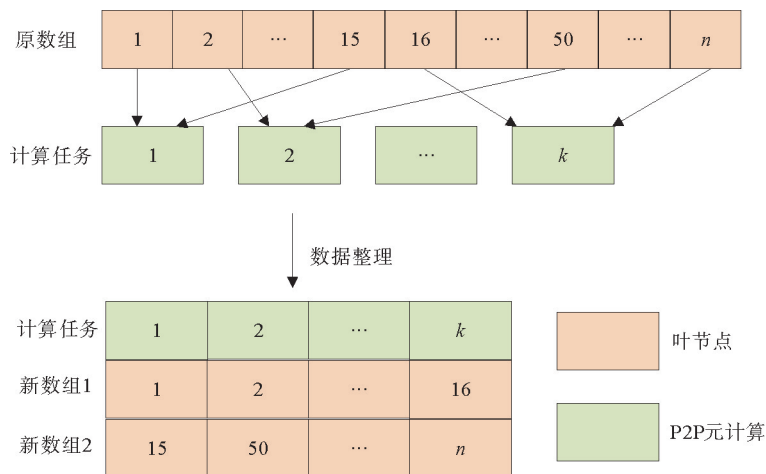 原数组 1 2 ... 15 16 ... 50 ... n
计算任务 1 2 ... k
数据整理
计算任务 1 2 ... k
新数组1 1 2 ... 16
新数组2 15 50 ... n
叶节点
P2P元计算